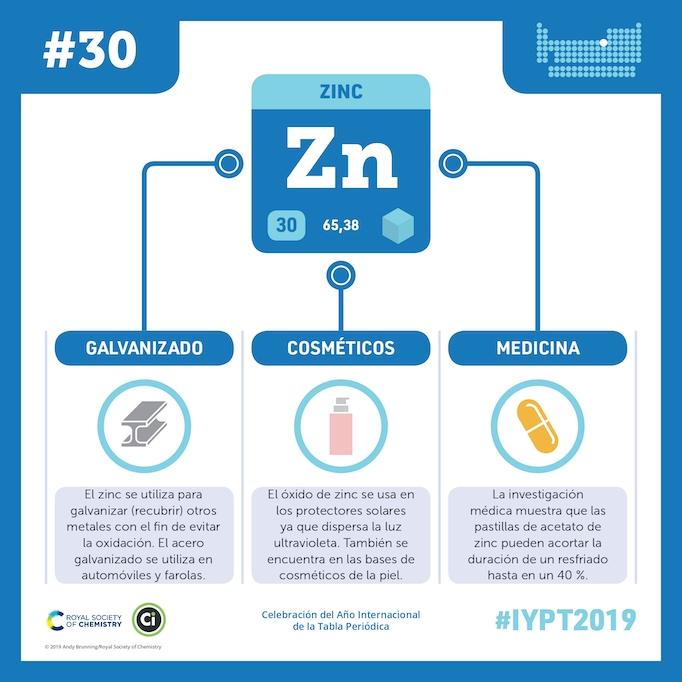 #30
ZINC
Zn
30
65,38
GALVANIZADO
El zinc se utiliza para
galvanizar (recubrir) otros
metales con el fin de evitar
la oxidación. El acero
galvanizado se utiliza en
automóviles y farolas.
COSMÉTICOS
El óxido de zinc se usa en
los protectores solares
ya que dispersa la luz
ultravioleta. También se
encuentra en las bases de
cosméticos de la piel.
MEDICINA
La investigación
médica muestra que las
pastillas de acetato de
zinc pueden acortar la
duración de un resfriado
hasta en un 40 %.
ROYAL SOCIETY
OF CHEMISTRY
Ci
© 2019 Andy Brunning/Royal Society of Chemistry
Celebración del Año Internacional
de la Tabla Periódica
#IYPT2019